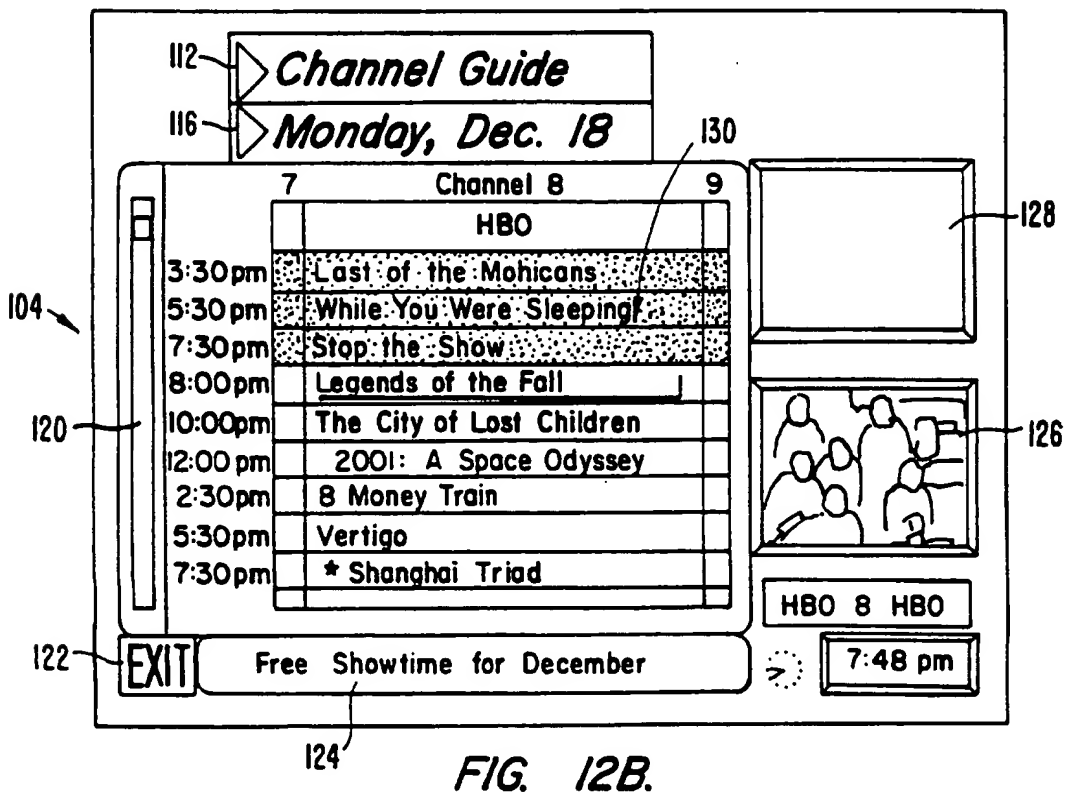 112 Channel Guide
116 Monday, Dec. 18
130
7 Channel 8 9
HBO
128
3:30pm Last of the Mohicans
5:30pm While You Were Sleeping
104
7:30pm Stop the Show
8:00pm Legends of the Fall
120
10:00pm The City of Lost Children
126
12:00 pm 2001: A Space Odyssey
2:30pm 8 Money Train
5:30pm Vertigo
7:30pm * Shanghai Triad
HBO 8 HBO
122 EXIT Free Showtime for December 7:48 pm
124
FIG. 12B.